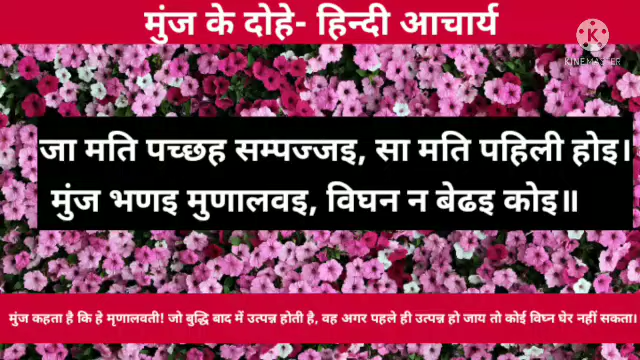 मुंज के दोहे- हिन्दी आचार्य
KINEMASTER
जा मति पच्छह सम्पज्जइ, सा मति पहिली होइ।
मुंज भणइ मुणालवइ, विघन न बेढइ कोइ॥
मुंज कहता है कि हे मृणालवती! जो बुद्धि बाद में उत्पन्न होती है, वह अगर पहले ही उत्पन्न हो जाय तो कोई विघ्न घेर नहीं सकता।